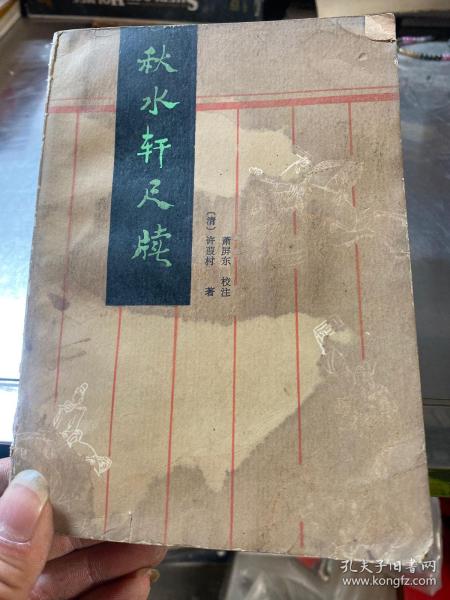 秋水轩尺牍
〔清〕许葭村 著
萧屏东 校注
孔夫子旧书网
www.kongfz.com